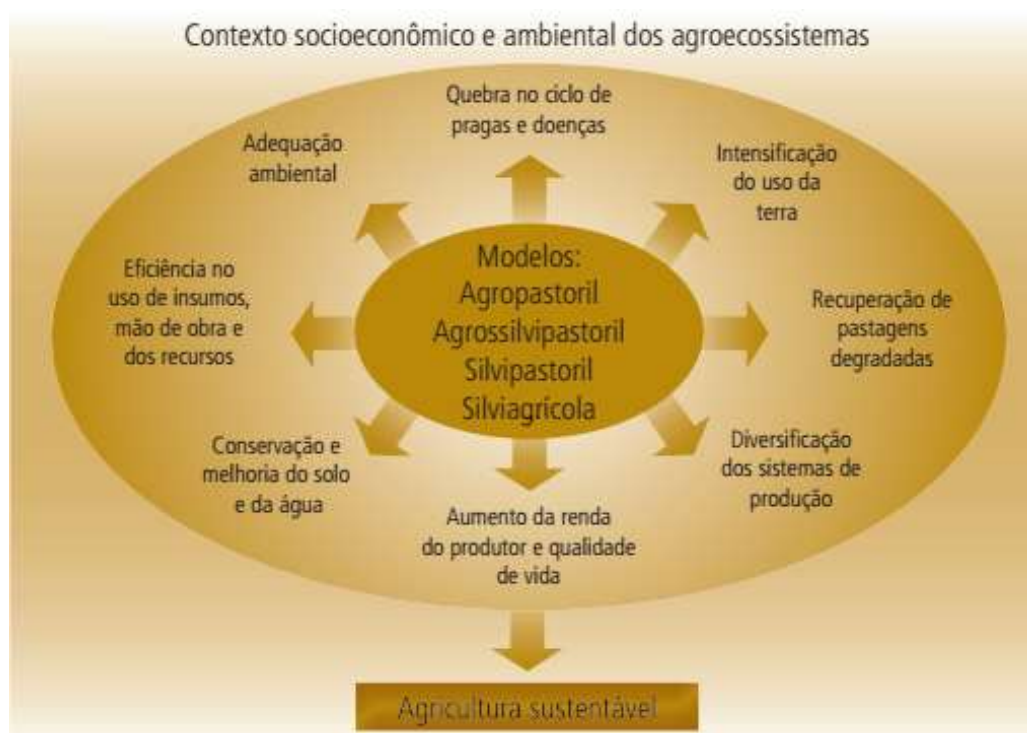 Contexto socioeconômico e ambiental dos agroecossistemas
Quebra no ciclo de
pragas e doenças
Adequação
ambiental
Intensificação
do uso da
terra
Eficiência no
uso de insumos,
mão de obra e
dos recursos
Modelos:
Agropastoril
Agrossilvipastoril
Silvipastoril
Silviagrícola
Recuperação de
pastagens
degradadas
Conservação e
melhoria do solo
e da água
Diversificação
dos sistemas de
produção
Aumento da renda
do produtor e qualidade
de vida
Agricultura sustentável